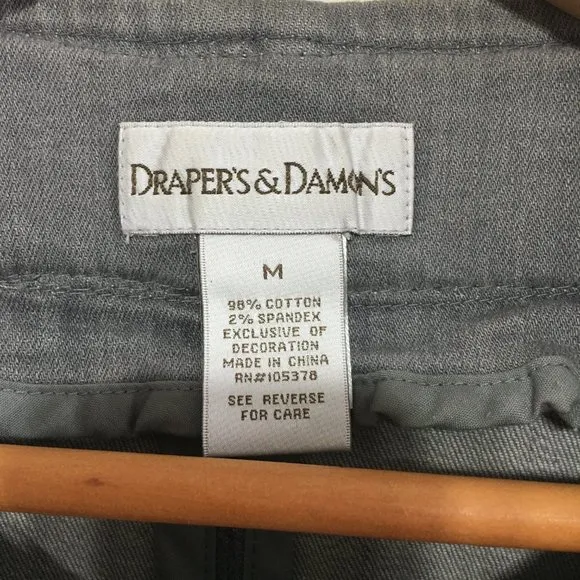 DRAPER'S & DAMON'S
M
98% COTTON
2% SPANDEX
EXCLUSIVE OF
DECORATION
MADE IN CHINA
RN#105378
SEE REVERSE
FOR CARE